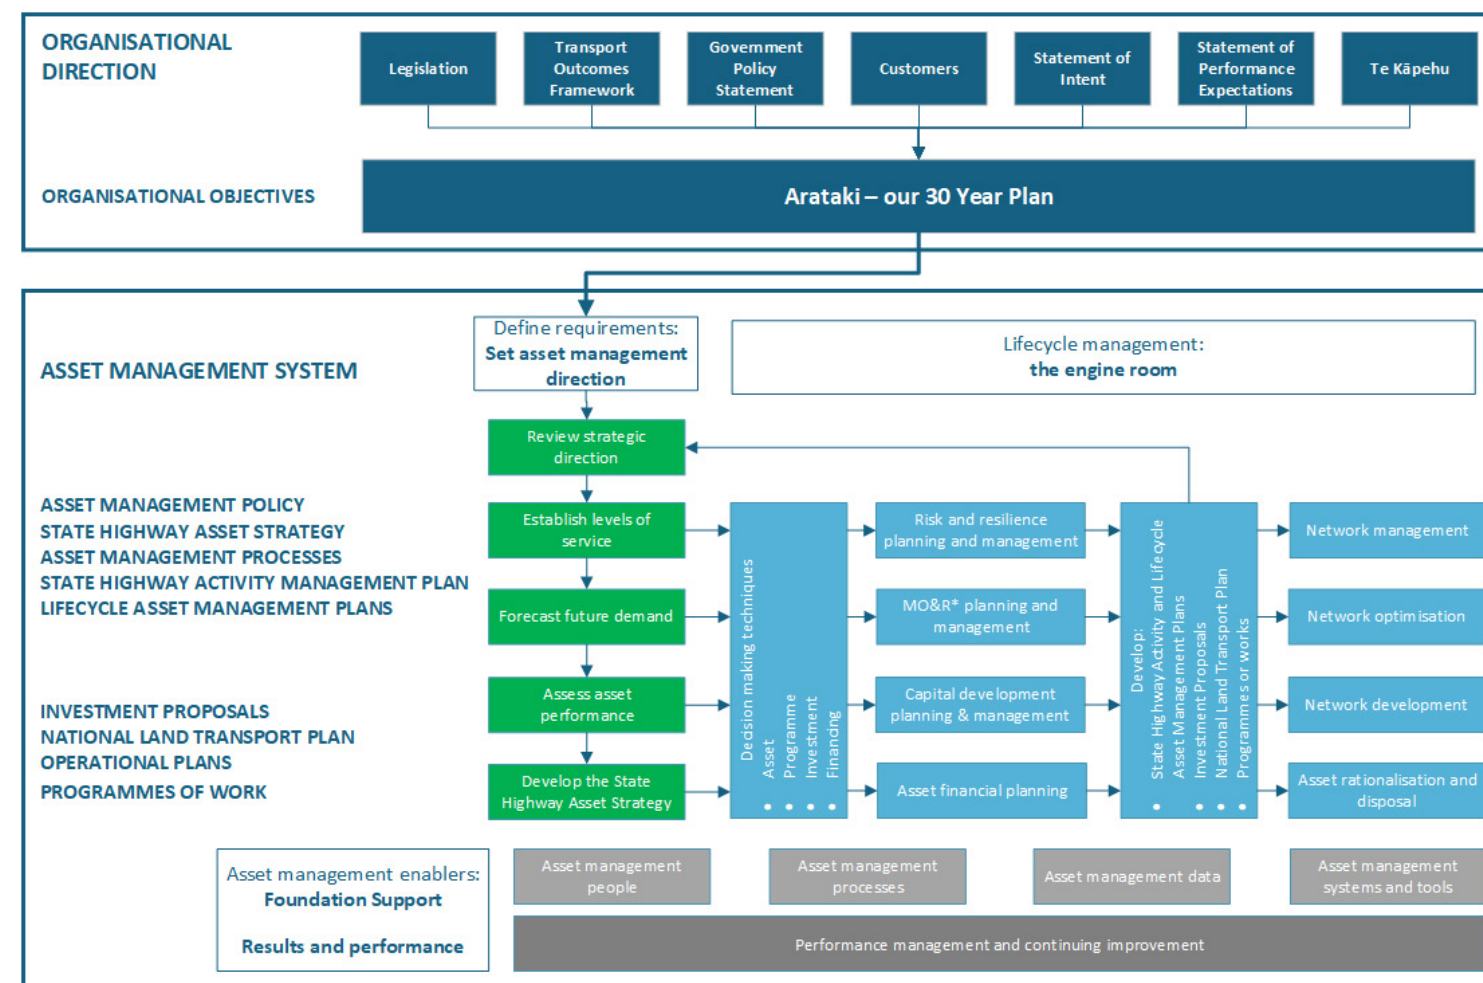 ORGANISATIONAL
DIRECTION
Legislation
Transport
Outcomes
Framework
Government
Policy
Statement
Customers
Statement of
Intent
Statement of
Performance
Expectations
Te Kāpehu
ORGANISATIONAL OBJECTIVES
Arataki – our 30 Year Plan
ASSET MANAGEMENT SYSTEM
Define requirements:
Set asset management
direction
Lifecycle management:
the engine room
Review strategic
direction
ASSET MANAGEMENT POLICY
STATE HIGHWAY ASSET STRATEGY
ASSET MANAGEMENT PROCESSES
STATE HIGHWAY ACTIVITY MANAGEMENT PLAN
LIFECYCLE ASSET MANAGEMENT PLANS
INVESTMENT PROPOSALS
NATIONAL LAND TRANSPORT PLAN
OPERATIONAL PLANS
PROGRAMMES OF WORK
Establish levels of
service
Forecast future demand
Assess asset
performance
Develop the State
Highway Asset Strategy
Decision making techniques
• Asset
• Programme
• Investment
• Financing
Risk and resilience
planning and management
MO&R* planning and
management
Capital development
planning & management
Asset financial planning
Develop:
• State Highway Activity and Lifecycle
Asset Management Plans
• Investment Proposals
• National Land Transport Plan
• Programmes or works
Network management
Network optimisation
Network development
Asset rationalisation and
disposal
Asset management enablers:
Foundation Support
Results and performance
Asset management
people
Asset management
processes
Asset management data
Asset management
systems and tools
Performance management and continuing improvement